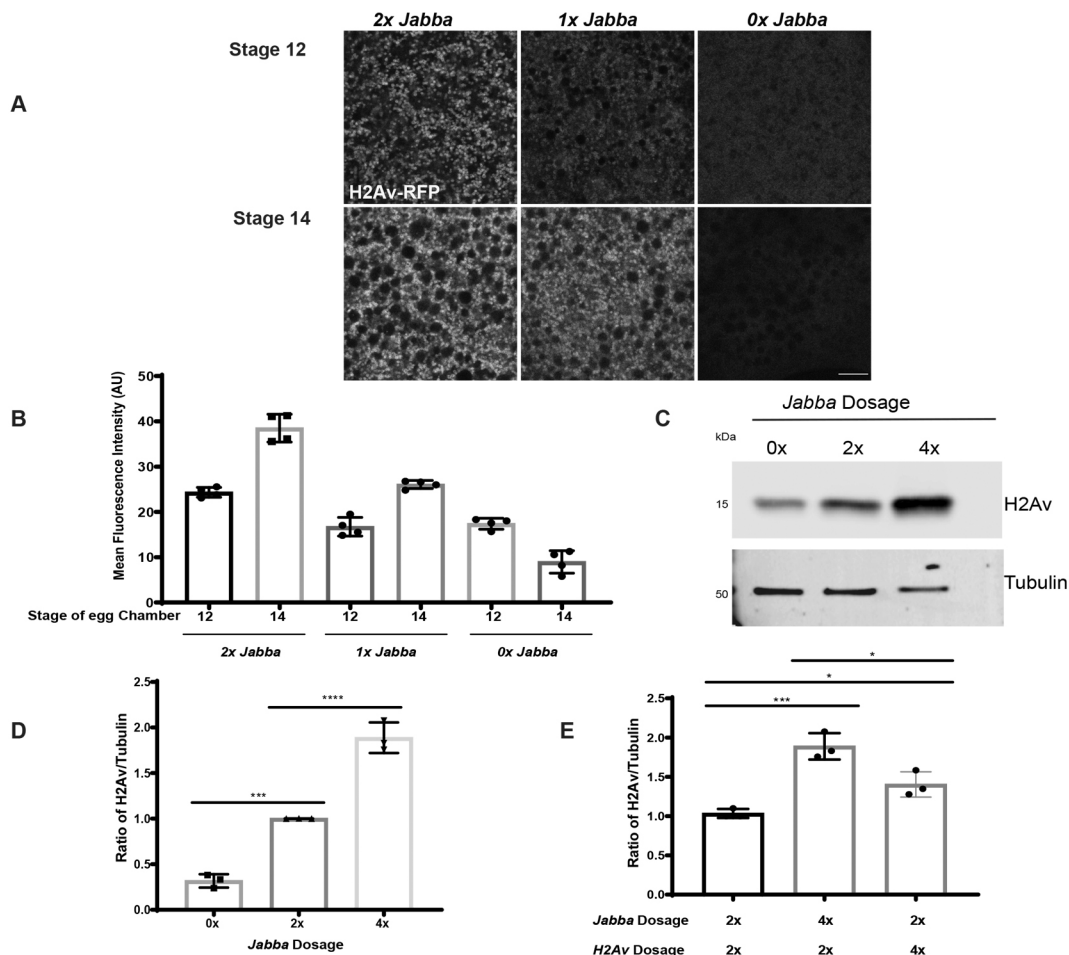 2x Jabba 1x Jabba 0x Jabba
Stage 12
A
H2Av-RFP
Stage 14
B
Mean Fluorescence Intensity (AU)
50
40
30
20
10
0
Stage of egg Chamber 12 14 12 14 12 14
2x Jabba 1x Jabba 0x Jabba
C
Jabba Dosage
kDa
0x 2x 4x
15 H2Av
50 Tubulin
D
Ratio of H2Av/Tubulin
2.5
2.0
1.5
1.0
0.5
0.0
*** ****
0x 2x 4x
Jabba Dosage
E
Ratio of H2Av/Tubulin
2.5
2.0
1.5
1.0
0.5
0.0
*
*
***
Jabba Dosage 2x 4x 2x
H2Av Dosage 2x 2x 4x